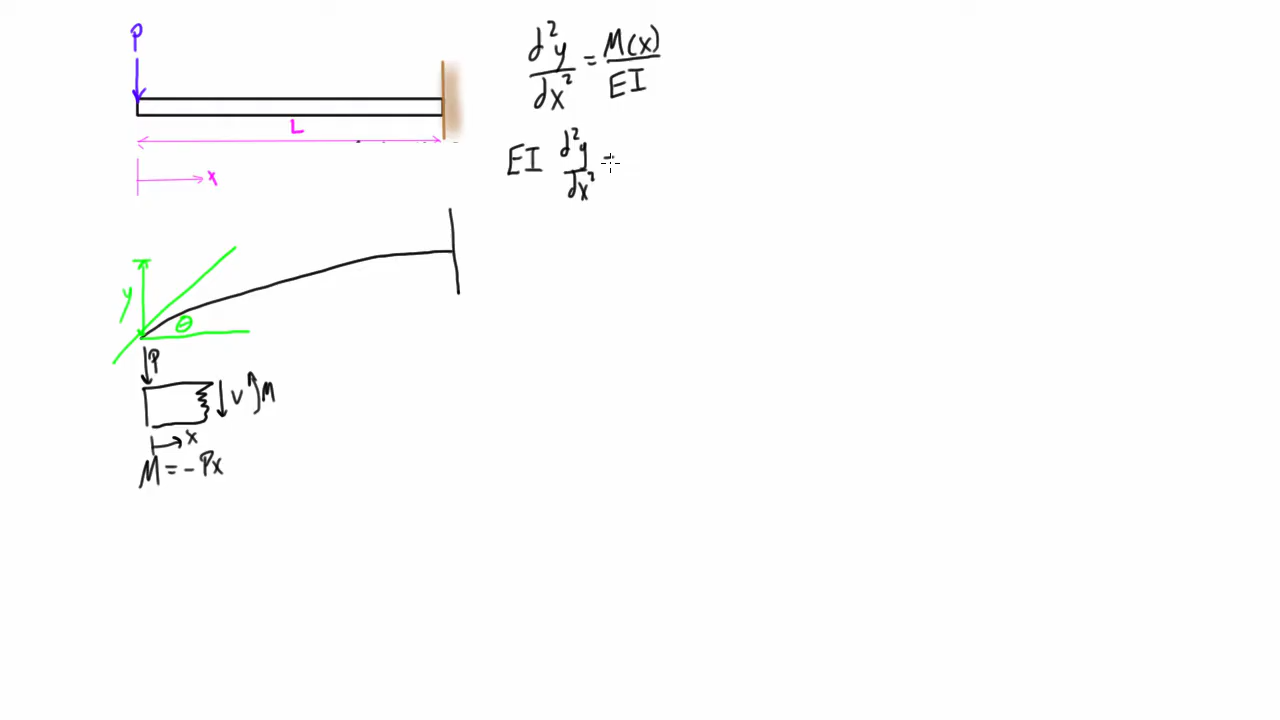 P
L
x
y
θ
P
V M
x
M = -Px
d²y/dx² = M(x)/EI
EI d²y/dx² =